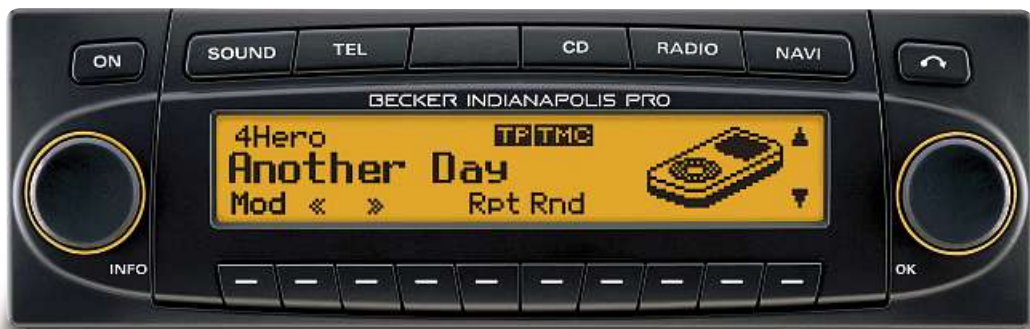 ON SOUND TEL CD RADIO NAVI
BECKER INDIANAPOLIS PRO
4Hero TP TMC
Another Day
Mod « » Rpt Rnd
INFO OK